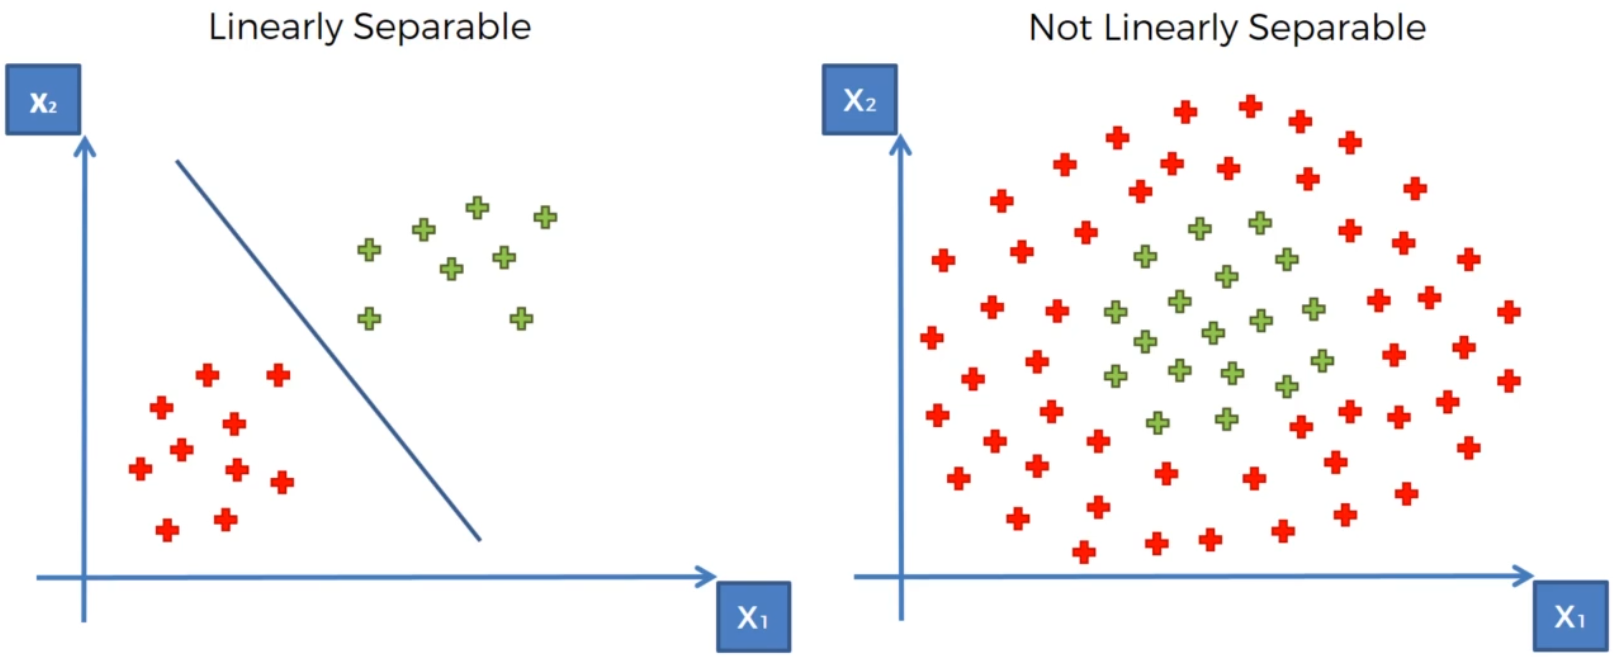 Linearly Separable
Not Linearly Separable
X₂
X₂
X₁
X₁